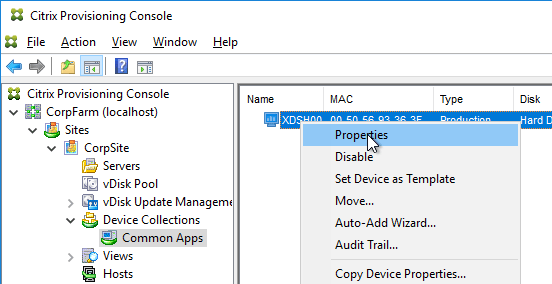 Citrix Provisioning Console
File Action View Window Help
Citrix Provisioning Console
CorpFarm (localhost)
Sites
CorpSite
Servers
vDisk Pool
vDisk Update Manageme
Device Collections
Common Apps
Views
Hosts
Name MAC Type Disk
XDSH00 00-50-56-93-36-3F Production Hard D
Properties
Disable
Set Device as Template
Move...
Auto-Add Wizard...
Audit Trail...
Copy Device Properties...